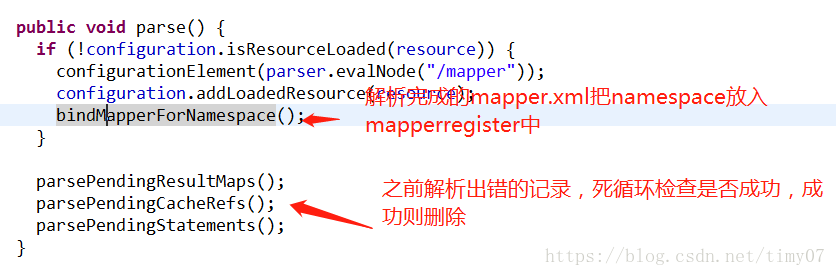 public void parse() {
if (!configuration.isResourceLoaded(resource)) {
configurationElement(parser.evalNode("/mapper"));
configuration.addLoadedResource(resource);
解析完成的mapper.xml把namespace放入
bindMapperForNamespace();
mapperregister中
}
parsePendingResultMaps();
之前解析出错的记录，死循环检查是否成功，成
parsePendingCacheRefs();
功则删除
parsePendingStatements();
}
https://blog.csdn.net/timy07